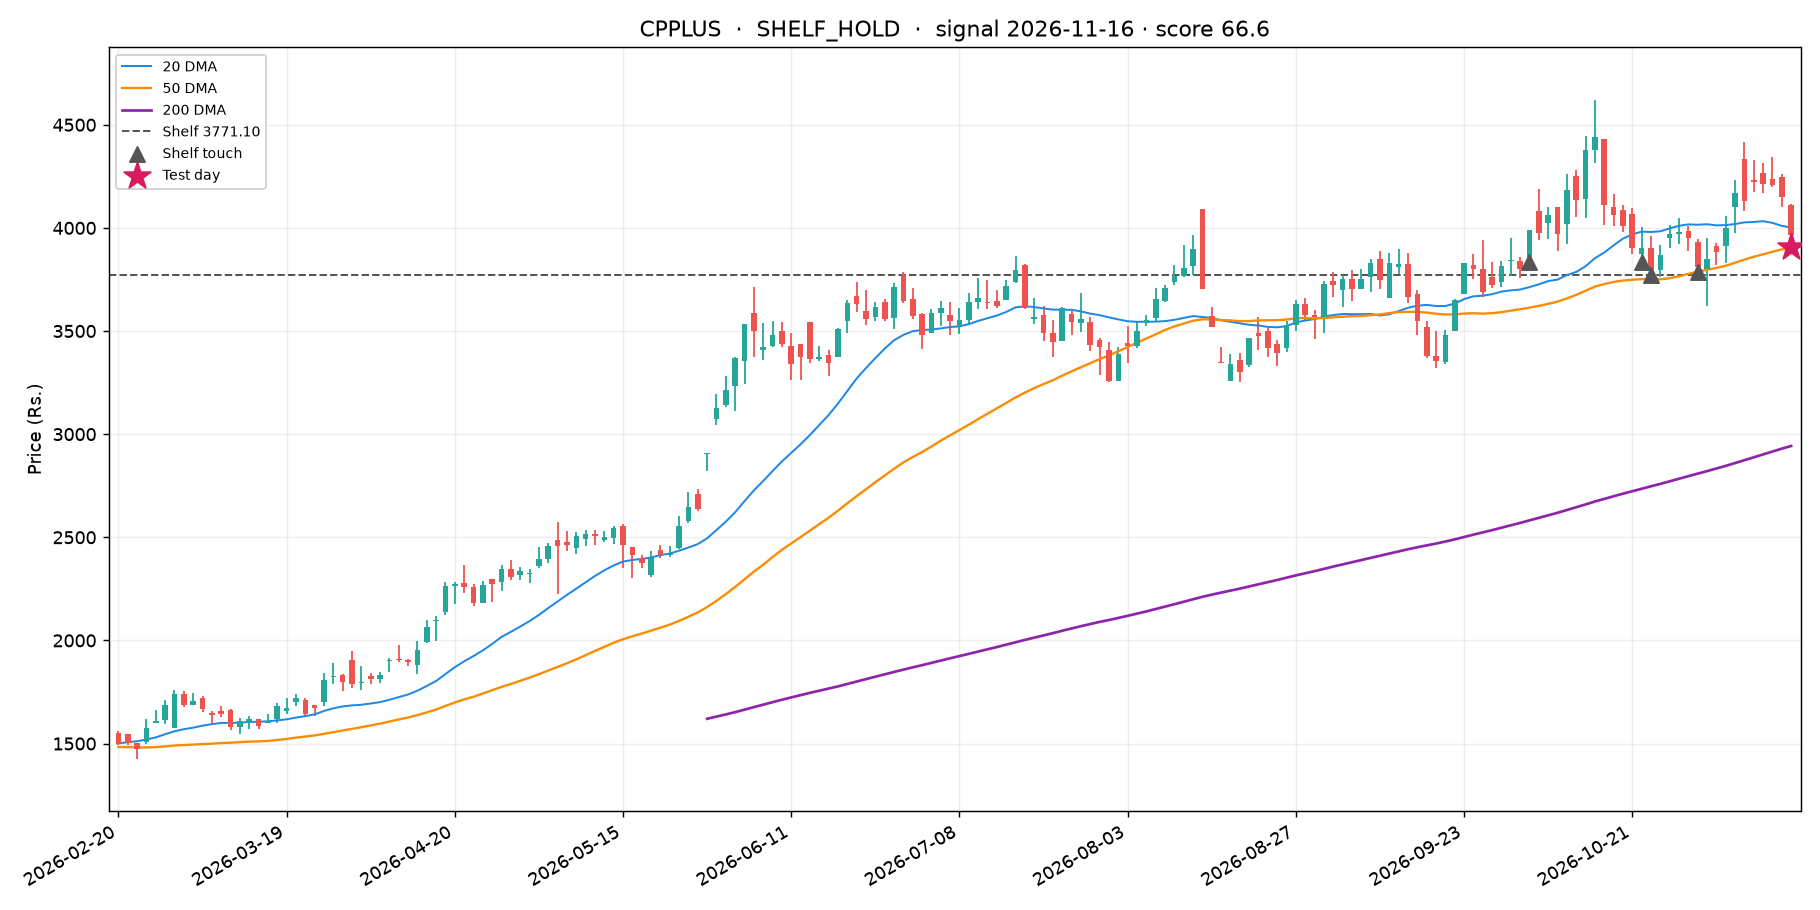 CPPLUS · SHELF_HOLD · signal 2026-11-16 · score 66.6
20 DMA
50 DMA
200 DMA
Shelf 3771.10
Shelf touch
Test day
Price (Rs.)
4500
4000
3500
3000
2500
2000
1500
2026-02-20
2026-03-19
2026-04-20
2026-05-15
2026-06-11
2026-07-08
2026-08-03
2026-08-27
2026-09-23
2026-10-21